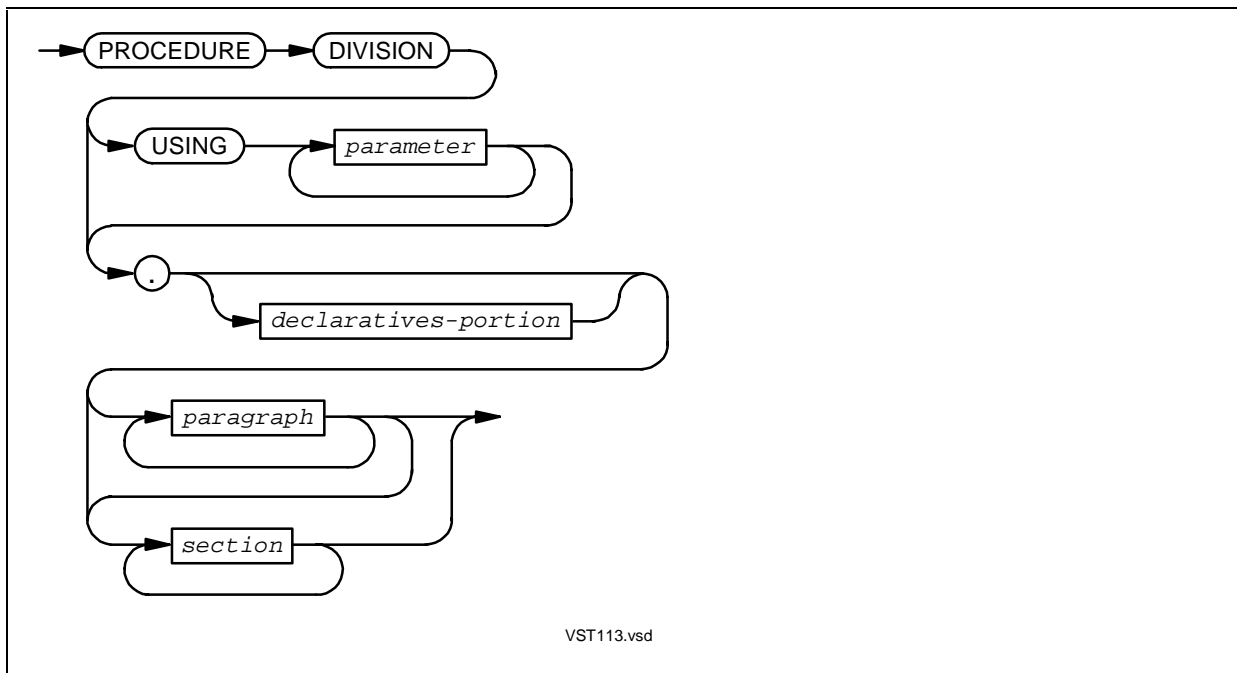 PROCEDURE DIVISION
USING parameter
.
declaratives-portion
paragraph
section
VST113.vsd